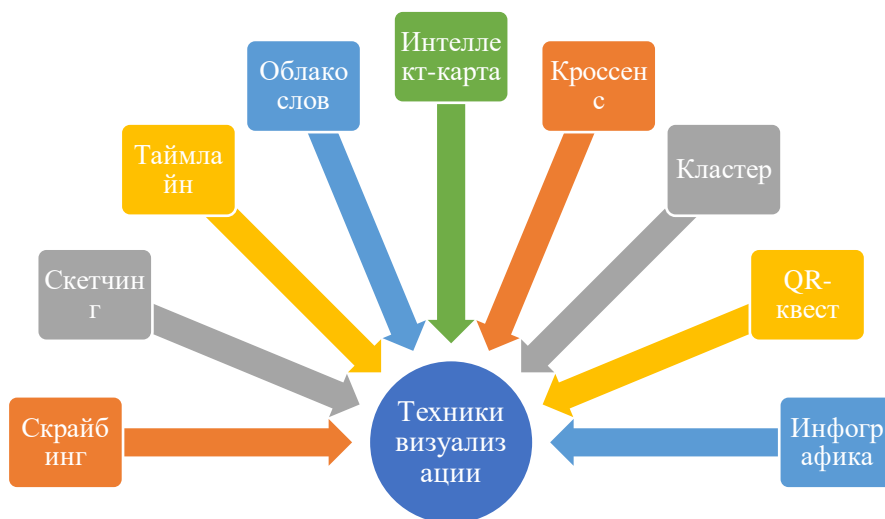 Интелле
кт-карта
Облако
слов
Кроссен
с
Таймла
йн
Кластер
Скетчин
г
QR-
квест
Скрайб
инг
Техники
визуализ
ации
Инфогр
афика